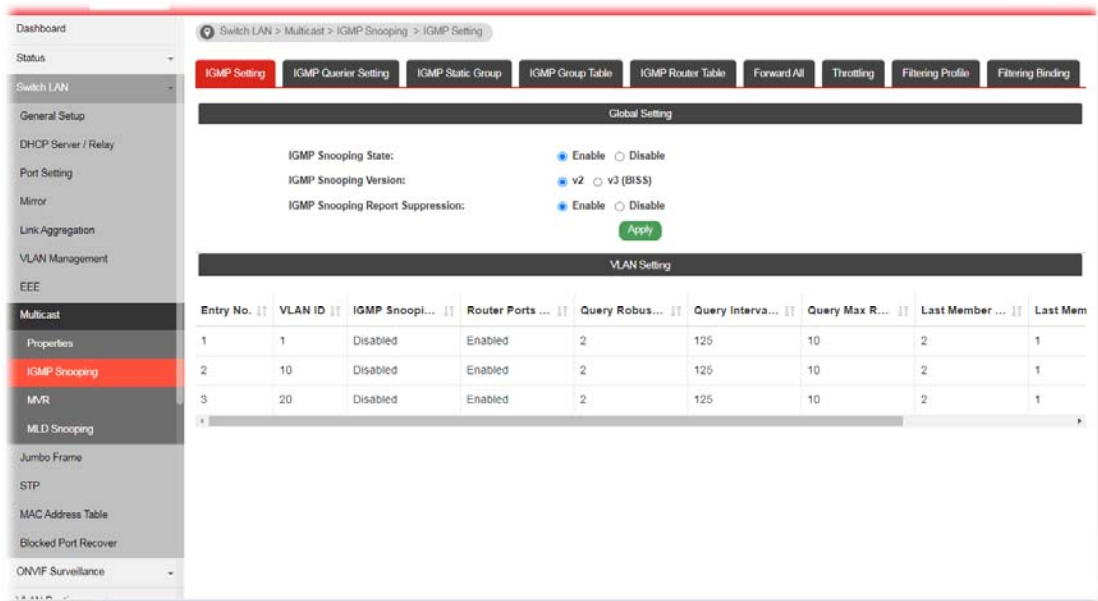 Dashboard
Status
Switch LAN
General Setup
DHCP Server / Relay
Port Setting
Mirror
Link Aggregation
VLAN Management
EEE
Multicast
Properties
IGMP Snooping
MVR
MLD Snooping
Jumbo Frame
STP
MAC Address Table
Blocked Port Recover
ONVIF Surveillance
Switch LAN > Multicast > IGMP Snooping > IGMP Setting
IGMP Setting IGMP Querier Setting IGMP Static Group IGMP Group Table IGMP Router Table Forward All Throttling Filtering Profile Filtering Binding
Global Setting
IGMP Snooping State: Enable Disable
IGMP Snooping Version: v2 v3 (BISS)
IGMP Snooping Report Suppression: Enable Disable
Apply
VLAN Setting
Entry No. VLAN ID IGMP Snoopi... Router Ports ... Query Robus... Query Interva... Query Max R... Last Member ... Last Mem
1 1 Disabled Enabled 2 125 10 2 1
2 10 Disabled Enabled 2 125 10 2 1
3 20 Disabled Enabled 2 125 10 2 1